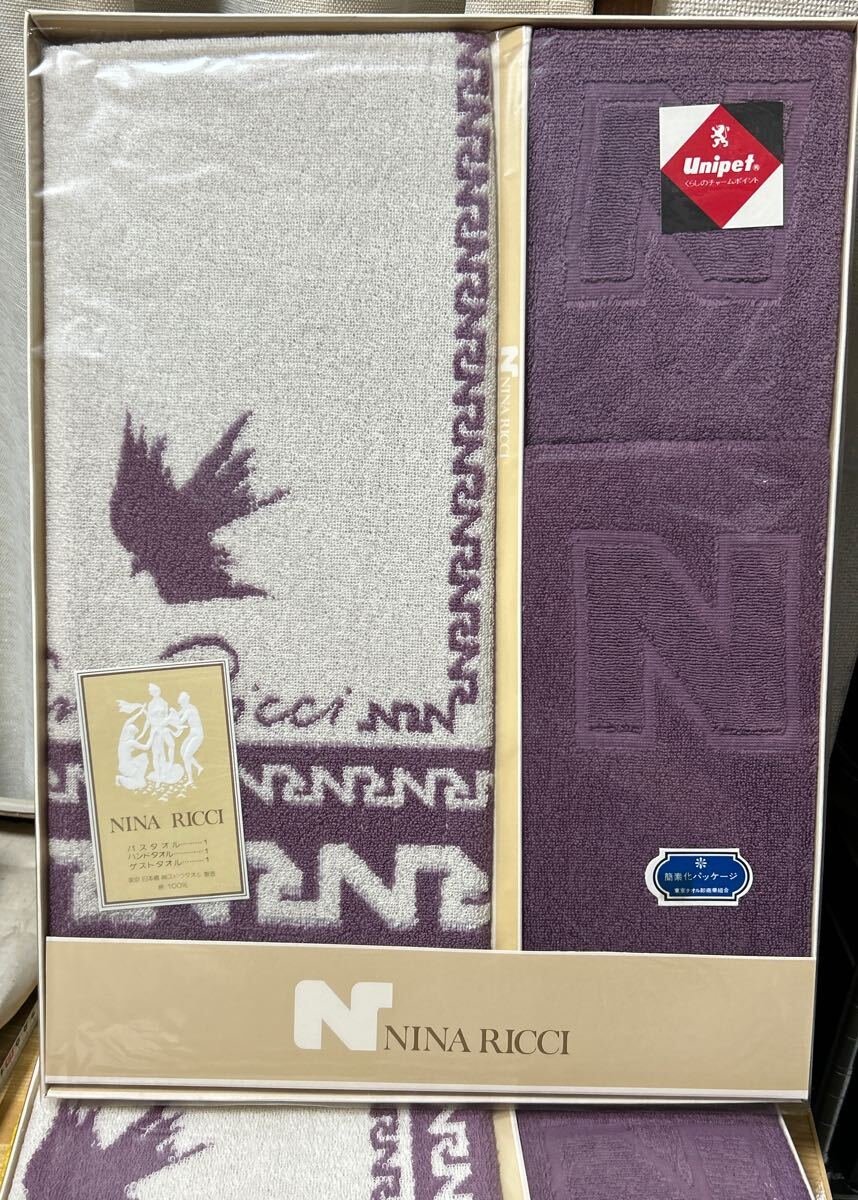 Unipet®
くらしのチャームポイント
N NINA RICCI
N
N
Ricci
NINA RICCI
バスタオル………1
ハンドタオル………1
ゲストタオル………1
綿 100%
簡素化パッケージ
東京タオル卸商業組合
N NINA RICCI